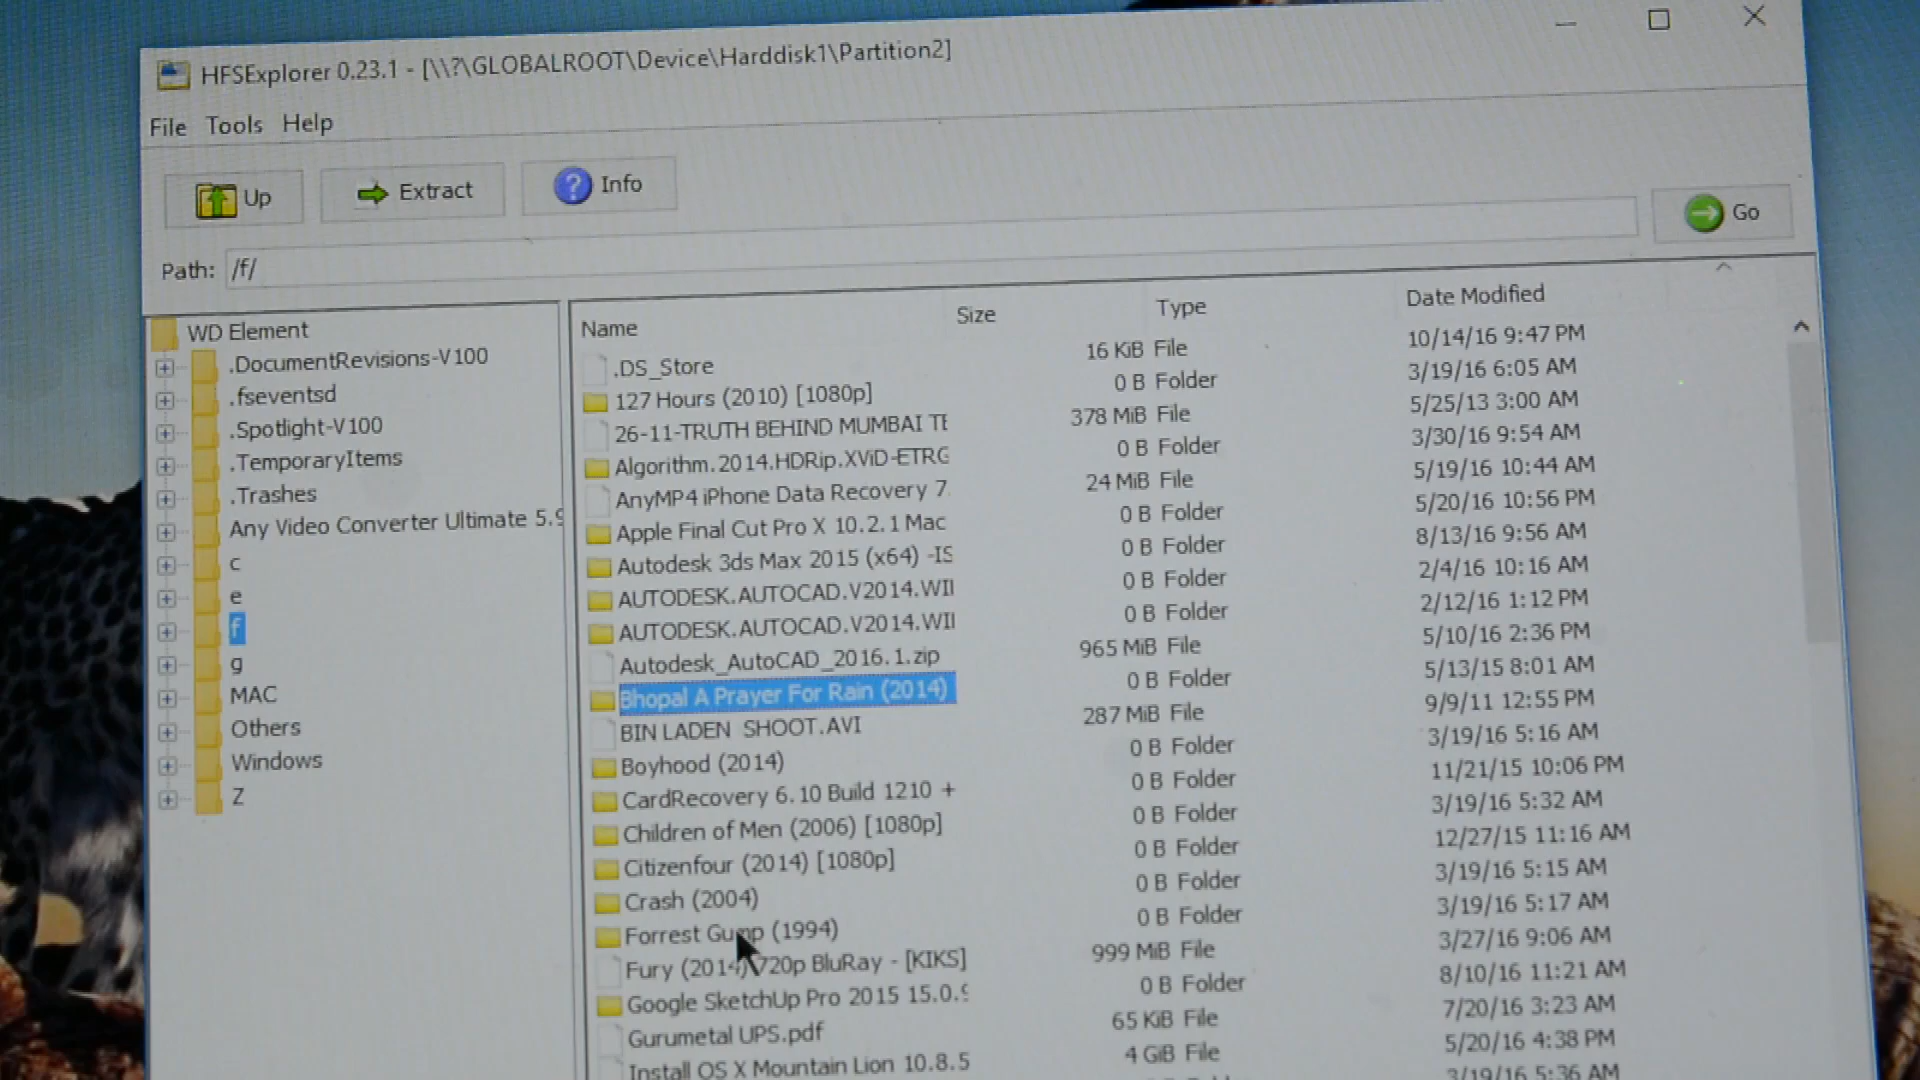 HFSExplorer 0.23.1 - [\\?\GLOBALROOT\Device\Harddisk1\Partition2]
File Tools Help
Up Extract Info
Path: /f/ Go
WD Element
.DocumentRevisions-V100
.fseventsd
.Spotlight-V100
.TemporaryItems
.Trashes
Any Video Converter Ultimate 5.9
c
e
f
g
MAC
Others
Windows
Z
Name Size Type Date Modified
.DS_Store 16 KiB File 10/14/16 9:47 PM
127 Hours (2010) [1080p] 0 B Folder 3/19/16 6:05 AM
26-11-TRUTH BEHIND MUMBAI TE 378 MiB File 5/25/13 3:00 AM
Algorithm.2014.HDRip.XViD-ETRG 0 B Folder 3/30/16 9:54 AM
AnyMP4 iPhone Data Recovery 7. 24 MiB File 5/19/16 10:44 AM
Apple Final Cut Pro X 10.2.1 Mac 0 B Folder 5/20/16 10:56 PM
Autodesk 3ds Max 2015 (x64) -IS 0 B Folder 8/13/16 9:56 AM
AUTODESK.AUTOCAD.V2014.WII 0 B Folder 2/4/16 10:16 AM
AUTODESK.AUTOCAD.V2014.WII 0 B Folder 2/12/16 1:12 PM
Autodesk_AutoCAD_2016.1.zip 965 MiB File 5/10/16 2:36 PM
Bhopal A Prayer For Rain (2014) 0 B Folder 5/13/15 8:01 AM
BIN LADEN SHOOT.AVI 287 MiB File 9/9/11 12:55 PM
Boyhood (2014) 0 B Folder 3/19/16 5:16 AM
CardRecovery 6.10 Build 1210 + 0 B Folder 11/21/15 10:06 PM
Children of Men (2006) [1080p] 0 B Folder 3/19/16 5:32 AM
Citizenfour (2014) [1080p] 0 B Folder 12/27/15 11:16 AM
Crash (2004) 0 B Folder 3/19/16 5:15 AM
Forrest Gump (1994) 0 B Folder 3/19/16 5:17 AM
Fury (2014) 720p BluRay - [KIKS] 999 MiB File 3/27/16 9:06 AM
Google SketchUp Pro 2015 15.0.9 0 B Folder 8/10/16 11:21 AM
Gurumetal UPS.pdf 65 KiB File 7/20/16 3:23 AM
Install OS X Mountain Lion 10.8.5 4 GiB File 5/20/16 4:38 PM
3/19/16 5:36 AM